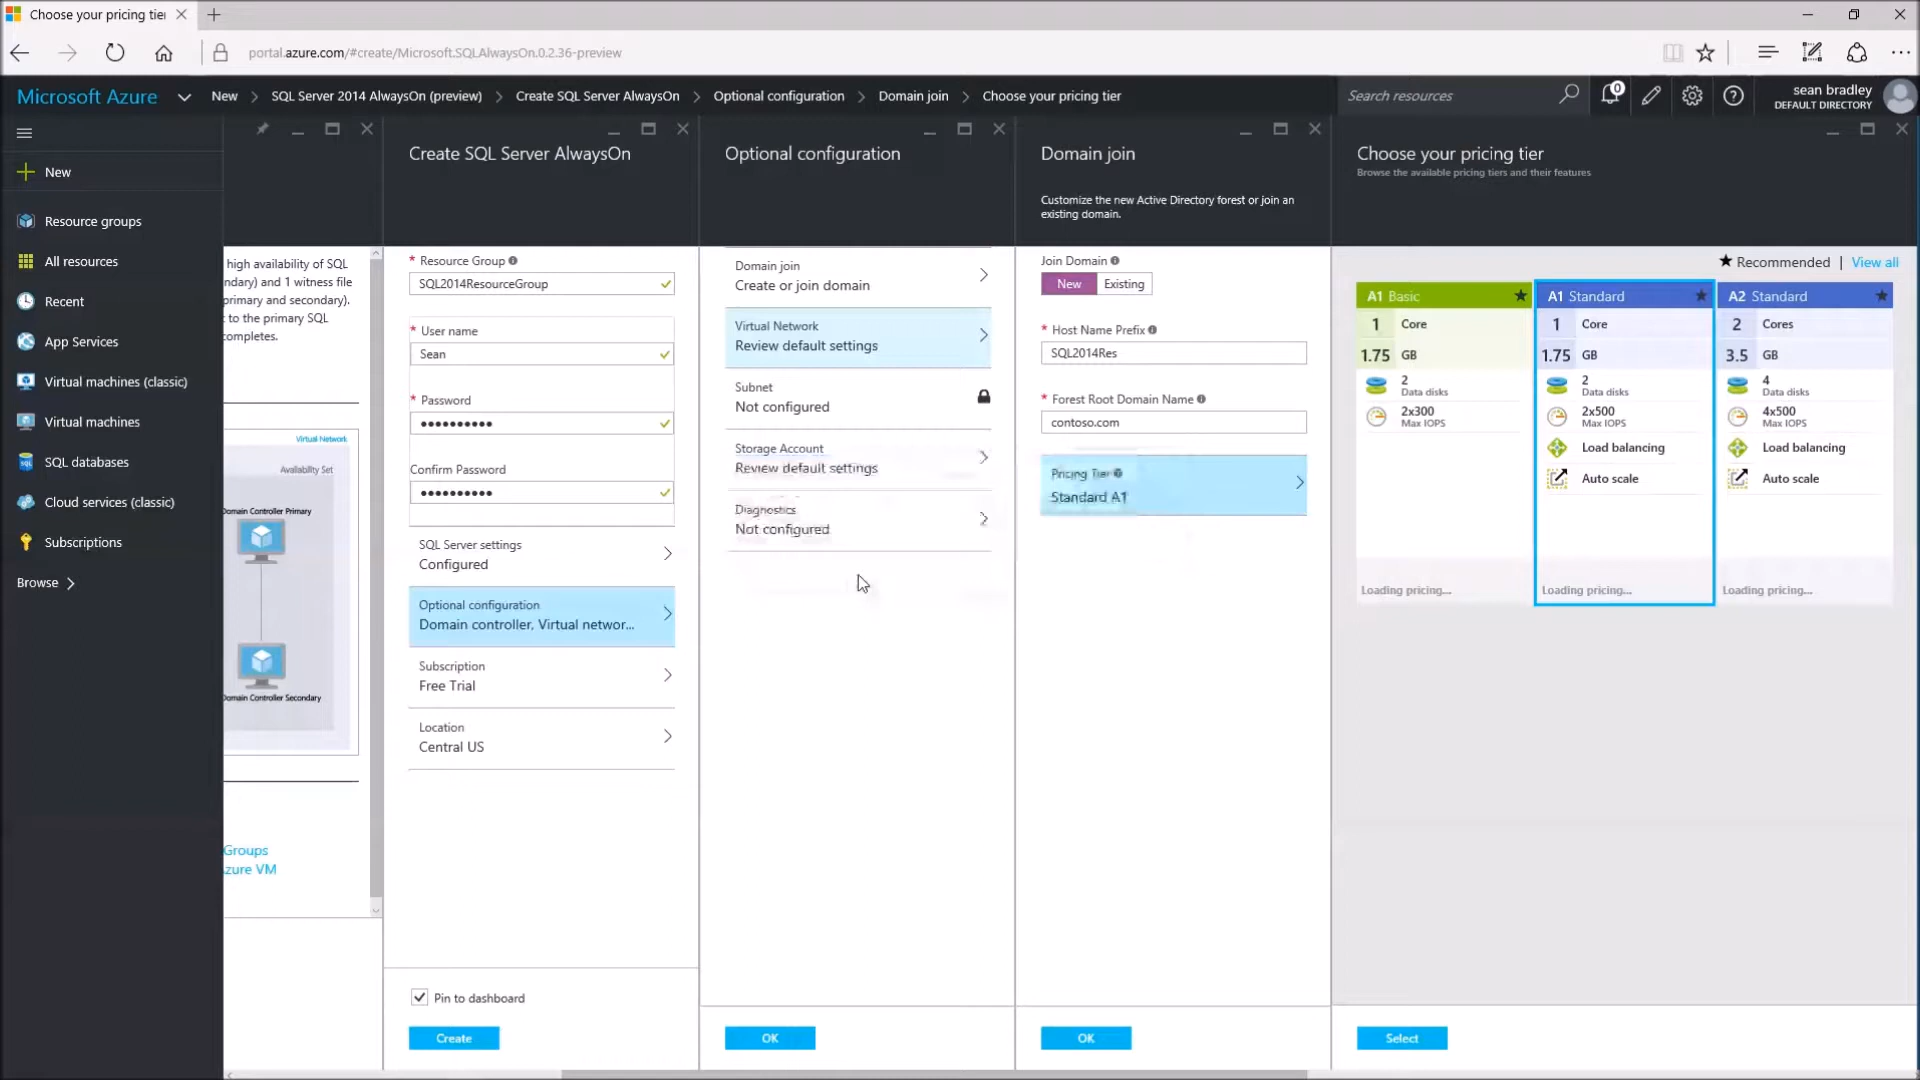 Choose your pricing tie
portal.azure.com/#create/Microsoft.SQLAlwaysOn.0.2.36-preview
Microsoft Azure
New > SQL Server 2014 AlwaysOn (preview) > Create SQL Server AlwaysOn > Optional configuration > Domain join > Choose your pricing tier
Search resources
0
sean bradley
DEFAULT DIRECTORY
New
Resource groups
All resources
Recent
App Services
Virtual machines (classic)
Virtual machines
SQL databases
Cloud services (classic)
Subscriptions
Browse >
high availability of SQL
ndary) and 1 witness file
primary and secondary).
t to the primary SQL
completes.
Virtual Network
Availability Set
Domain Controller Primary
Domain Controller Secondary
Groups
Azure VM
Create SQL Server AlwaysOn
* Resource Group
SQL2014ResourceGroup
* User name
Sean
* Password
••••••••••
Confirm Password
••••••••••
SQL Server settings
Configured
Optional configuration
Domain controller, Virtual networ...
Subscription
Free Trial
Location
Central US
Pin to dashboard
Create
Optional configuration
Domain join
Create or join domain
Virtual Network
Review default settings
Subnet
Not configured
Storage Account
Review default settings
Diagnostics
Not configured
OK
Domain join
Customize the new Active Directory forest or join an
existing domain.
Join Domain
New Existing
* Host Name Prefix
SQL2014Res
* Forest Root Domain Name
contoso.com
Pricing Tier
Standard A1
OK
Choose your pricing tier
Browse the available pricing tiers and their features
★ Recommended | View all
A1 Basic
1 Core
1.75 GB
2
Data disks
2x300
Max IOPS
Loading pricing...
A1 Standard
1 Core
1.75 GB
2
Data disks
2x500
Max IOPS
Load balancing
Auto scale
Loading pricing...
A2 Standard
2 Cores
3.5 GB
4
Data disks
4x500
Max IOPS
Load balancing
Auto scale
Loading pricing...
Select